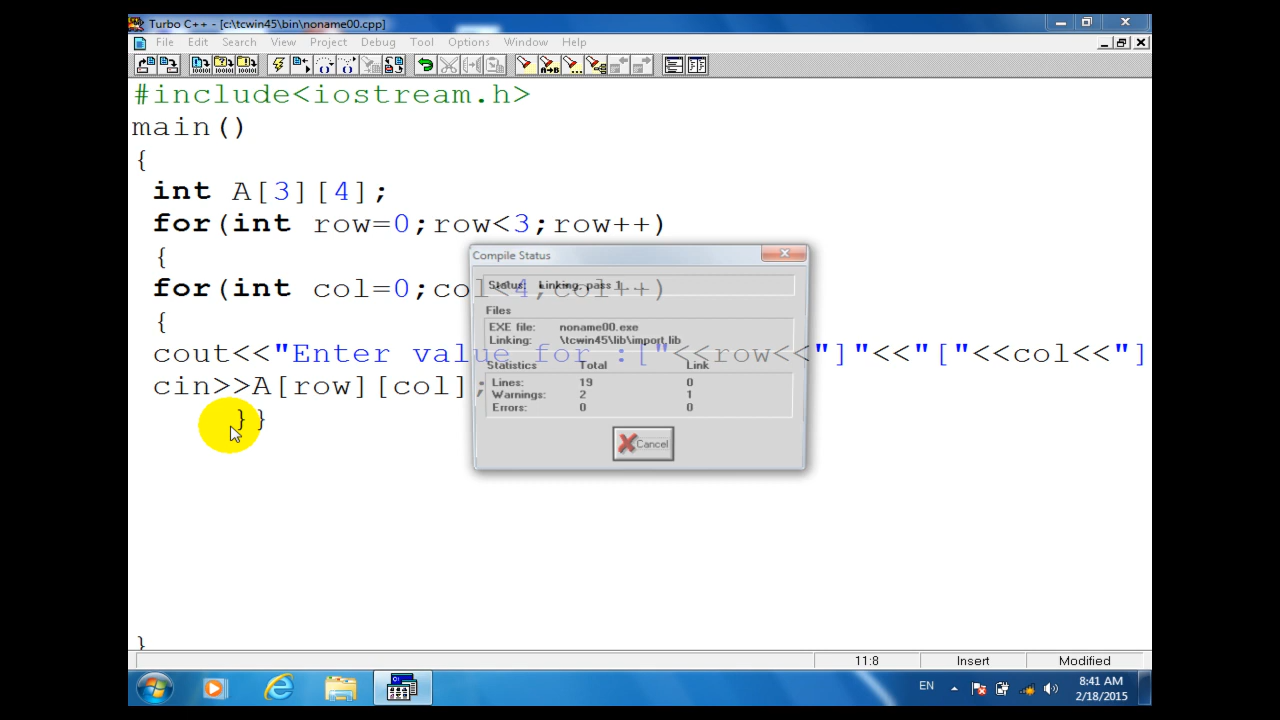 Turbo C++ - [c:\tcwin45\bin\noname00.cpp]
File Edit Search View Project Debug Tool Options Window Help
#include<iostream.h>
main()
{
int A[3][4];
for(int row=0;row<3;row++)
{
for(int col=0;col<4;col++)
{
cout<<"Enter value for :["<<row<<"]"<<"["<<col<<"]
cin>>A[row][col];
}}
}
Compile Status
Status: Linking, pass 1
Files
EXE file: noname00.exe
Linking: \tcwin45\lib\import.lib
Statistics Total Link
Lines: 19 0
Warnings: 2 1
Errors: 0 0
Cancel
11:8 Insert Modified
EN
8:41 AM
2/18/2015